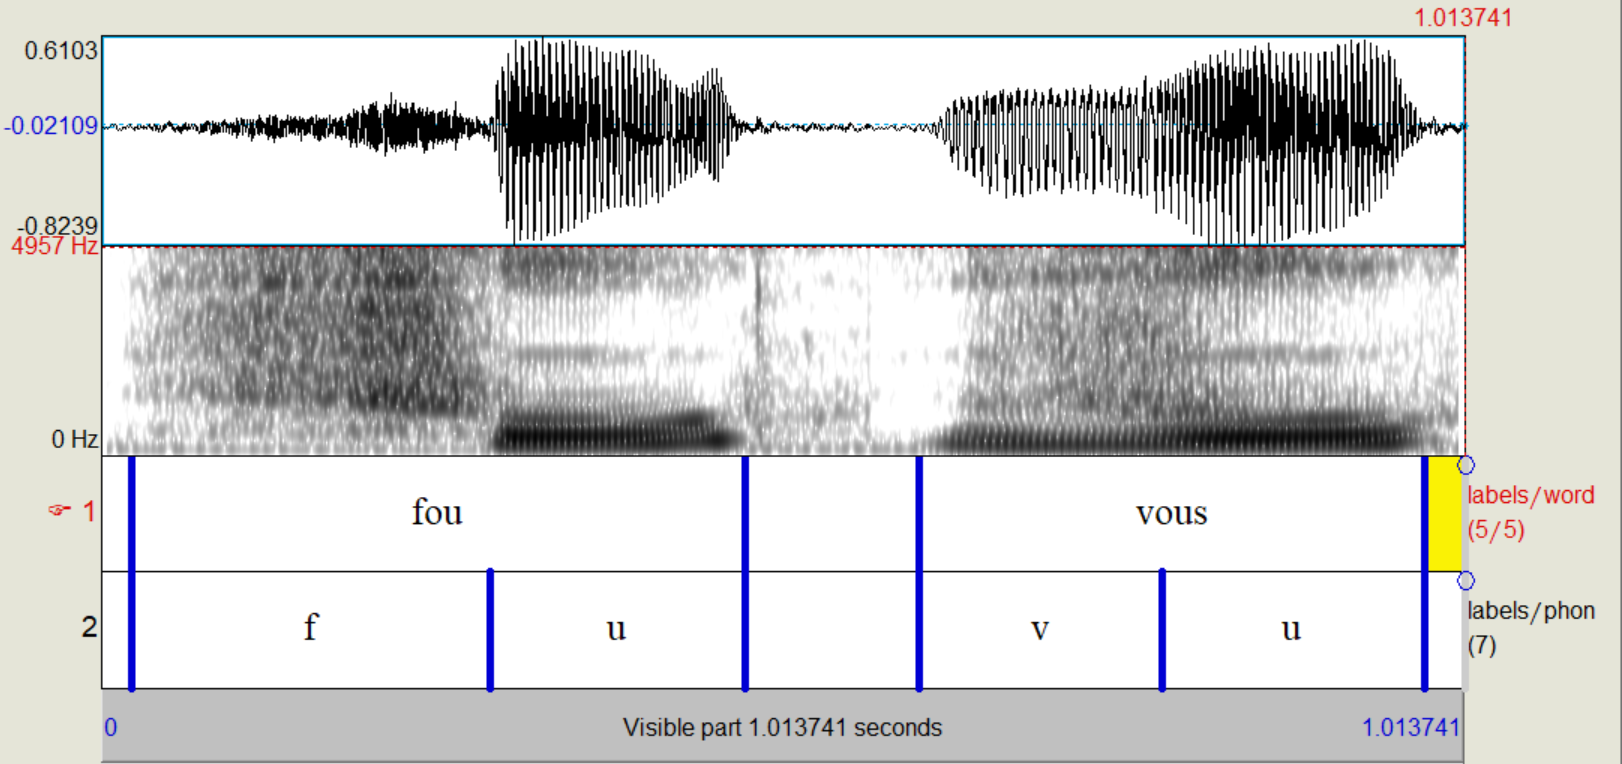 1.013741
0.6103
-0.02109
-0.8239
4957 Hz
0 Hz
☞ 1 fou vous labels/word (5/5)
2 f u v u labels/phon (7)
0 Visible part 1.013741 seconds 1.013741